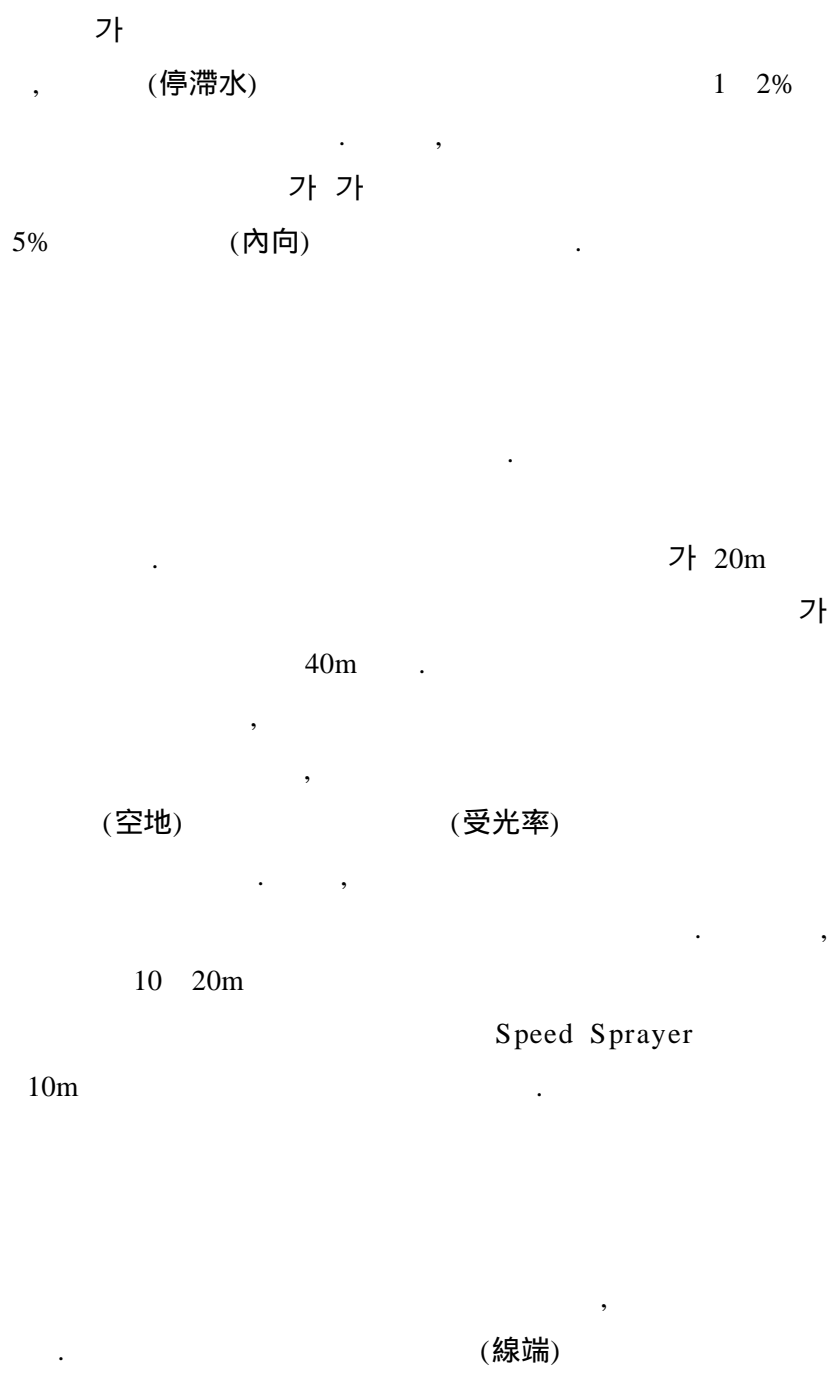 가
, (停滯水) 1 2%
. ,
가 가
5% (內向) .
.
. 가 20m
가
40m .
,
,
(空地) (受光率)
. ,
. ,
10 20m
Speed Sprayer
10m .
,
. (線端)